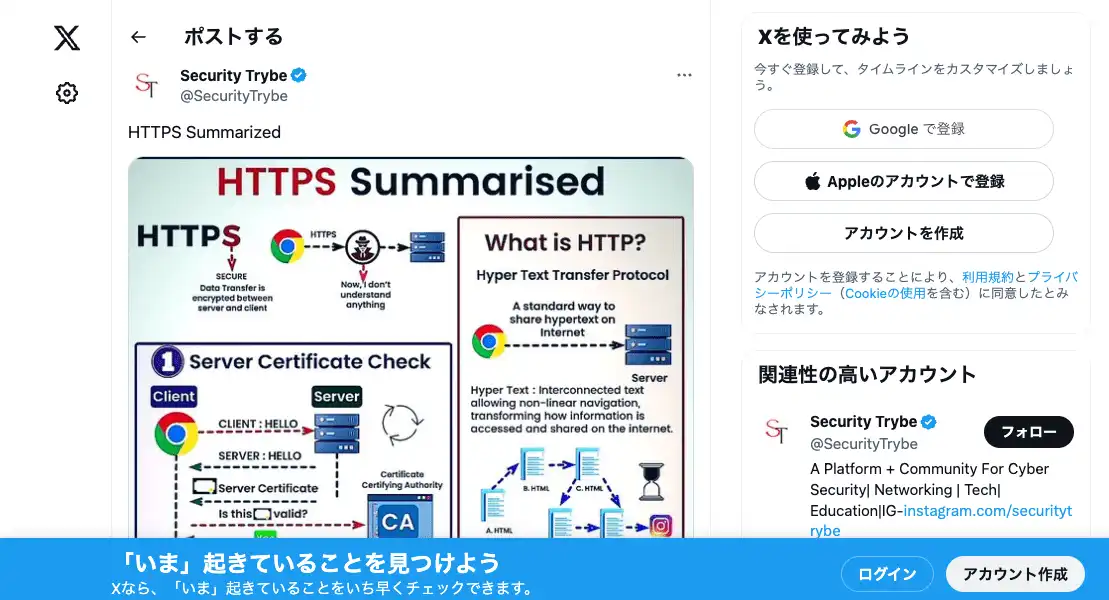 ポストする
Security Trybe
@SecurityTrybe
HTTPS Summarized
HTTPS Summarised
HTTPS
SECURE
Data Transfer is
encrypted between
server and client
HTTPS
Now, I don't
understand
anything
What is HTTP?
Hyper Text Transfer Protocol
A standard way to
share hypertext on
Internet
Server
Hyper Text : Interconnected text
allowing non-linear navigation,
transforming how information is
accessed and shared on the internet.
B. HTML
C. HTML
A. HTML
1 Server Certificate Check
Client
Server
CLIENT : HELLO
SERVER : HELLO
Server Certificate
Is this valid?
Certificate
Certifying Authority
CA
Xを使ってみよう
今すぐ登録して、タイムラインをカスタマイズしましょ
う。
Google で登録
Appleのアカウントで登録
アカウントを作成
アカウントを登録することにより、利用規約とプライバ
シーポリシー（Cookieの使用を含む）に同意したとみ
なされます。
関連性の高いアカウント
Security Trybe
@SecurityTrybe
フォロー
A Platform + Community For Cyber
Security| Networking | Tech|
Education||IG-instagram.com/securityt
rybe
「いま」起きていることを見つけよう
Xなら、「いま」起きていることをいち早くチェックできます。
ログイン
アカウント作成